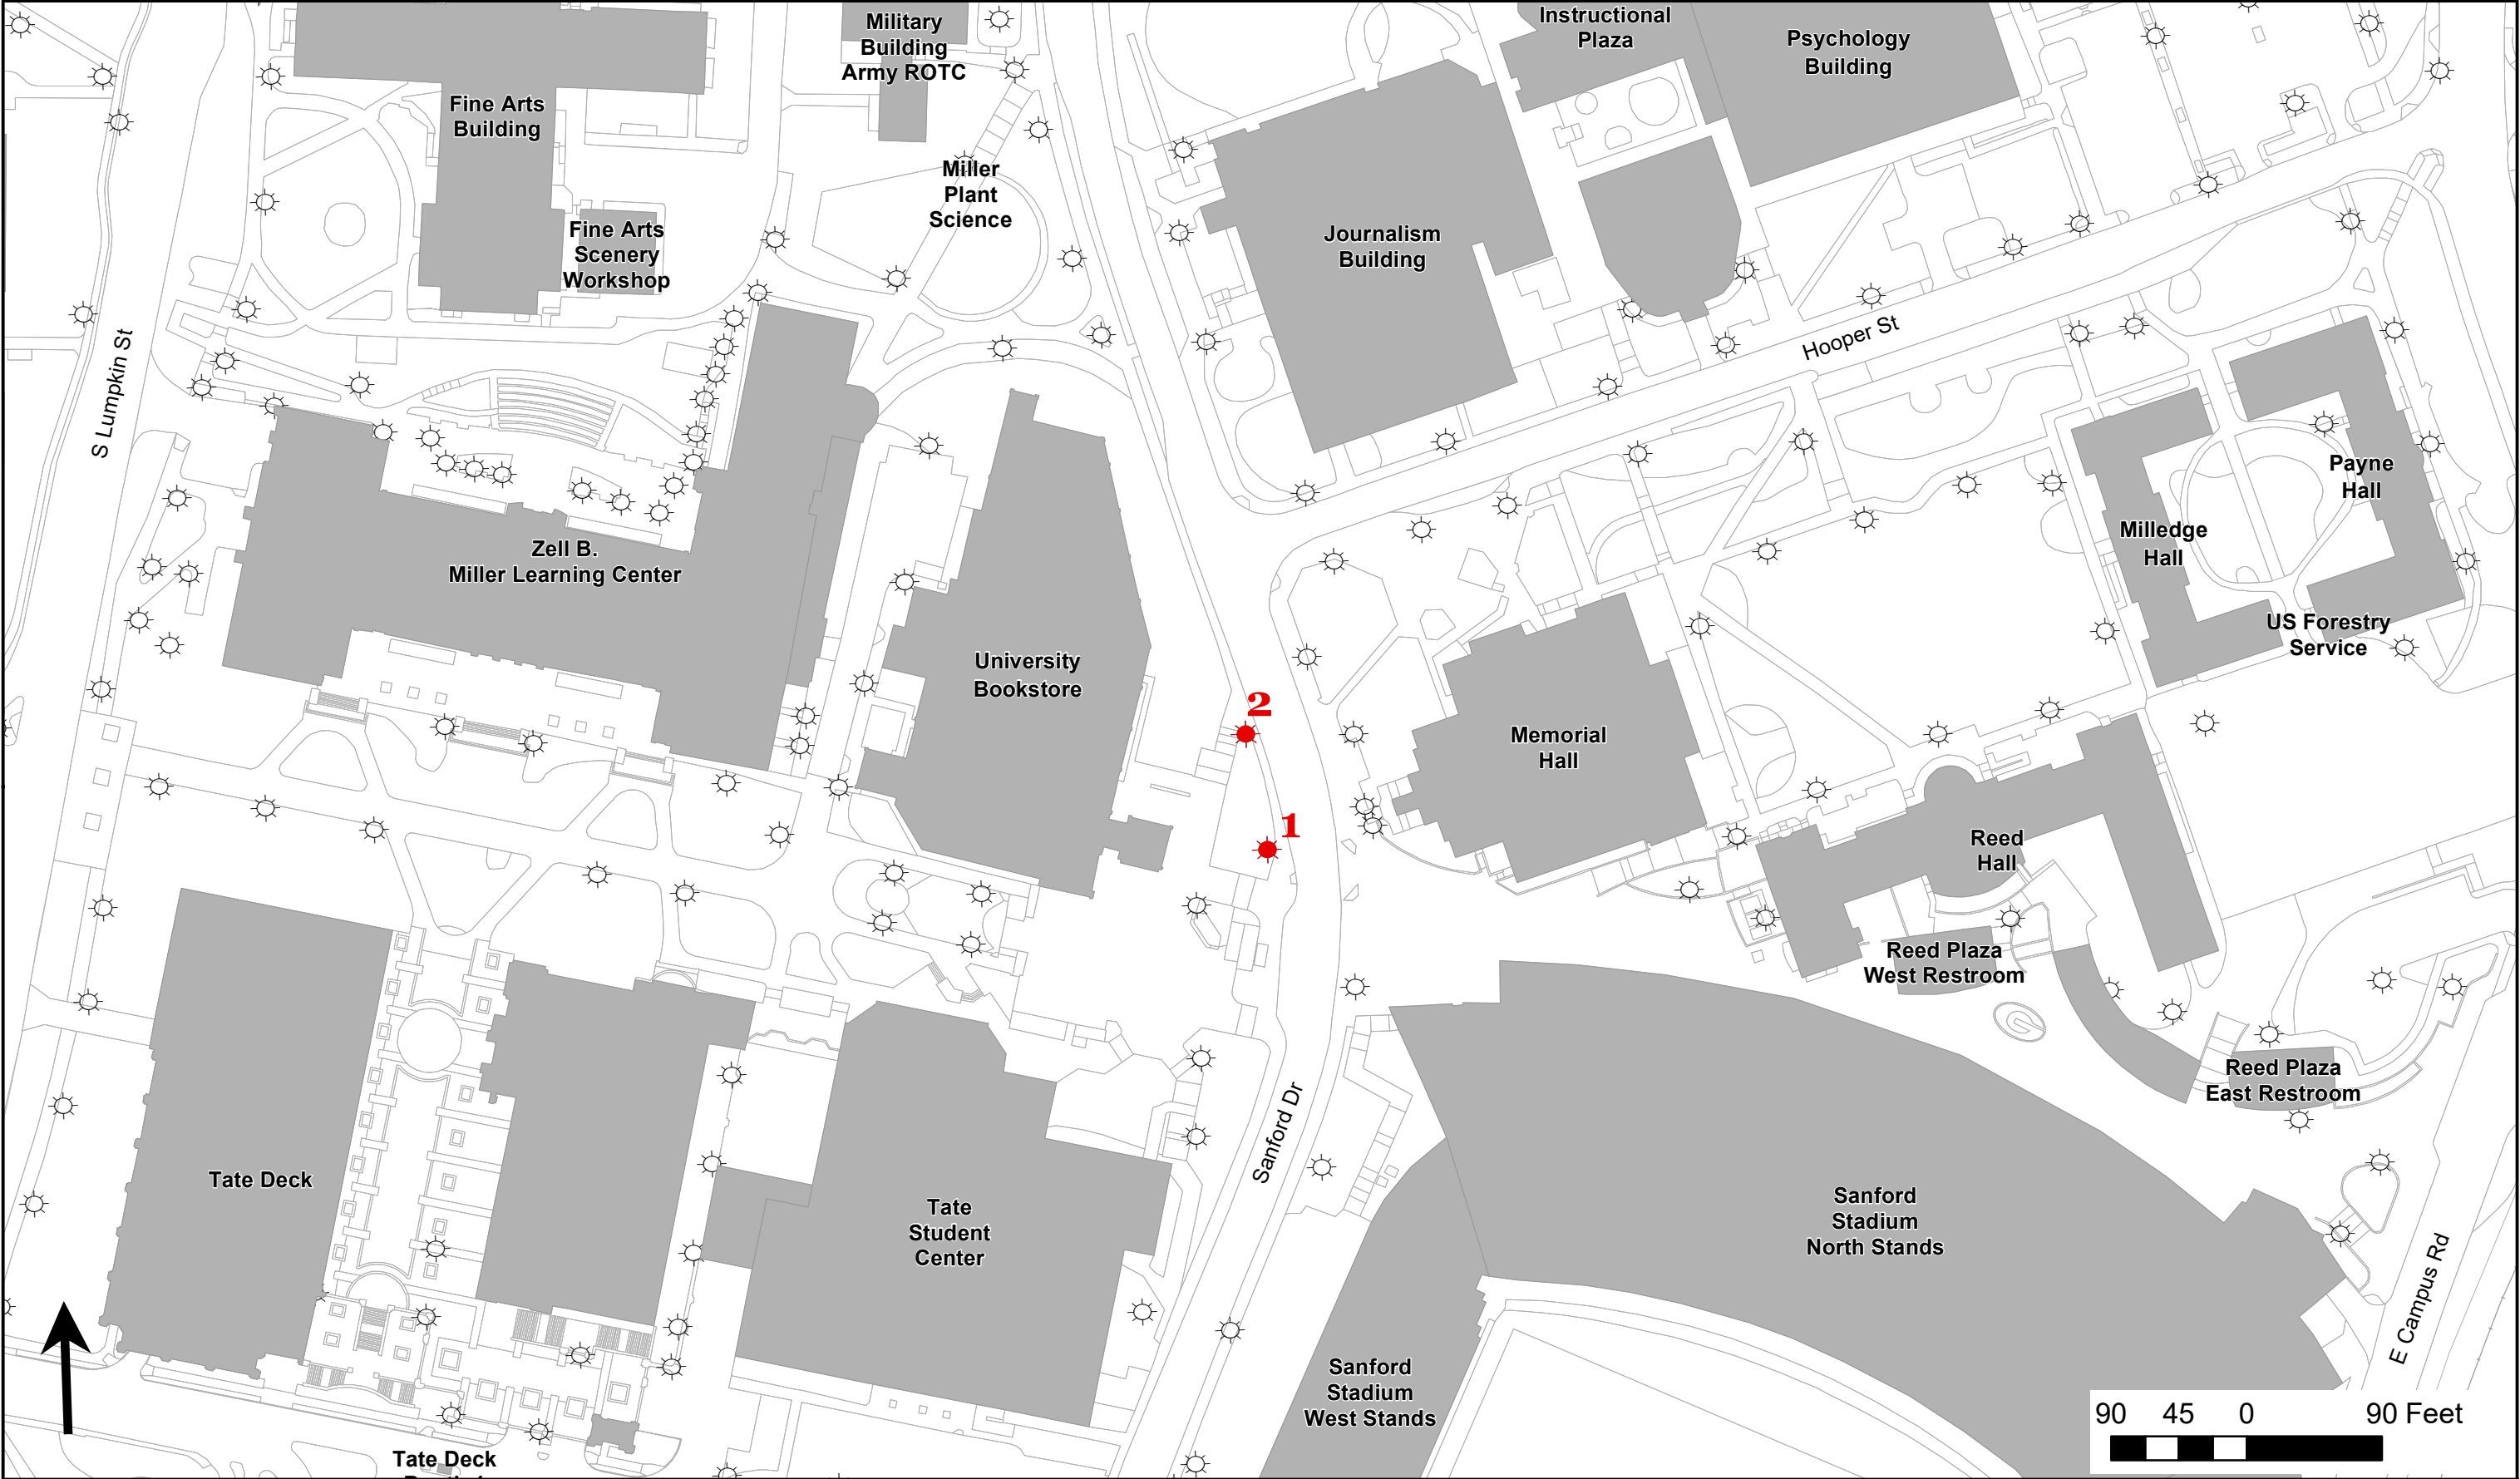 Military
Building
Army ROTC
Instructional
Plaza
Psychology
Building
Fine Arts
Building
Miller
Plant
Science
Fine Arts
Scenery
Workshop
Journalism
Building
S Lumpkin St
Hooper St
Payne
Hall
Milledge
Hall
Zell B.
Miller Learning Center
US Forestry
Service
University
Bookstore
2
Memorial
Hall
1
Reed
Hall
Reed Plaza
West Restroom
Reed Plaza
East Restroom
Sanford Dr
Tate Deck
Tate
Student
Center
Sanford
Stadium
North Stands
E Campus Rd
Sanford
Stadium
West Stands
90 45 0 90 Feet
Tate Deck